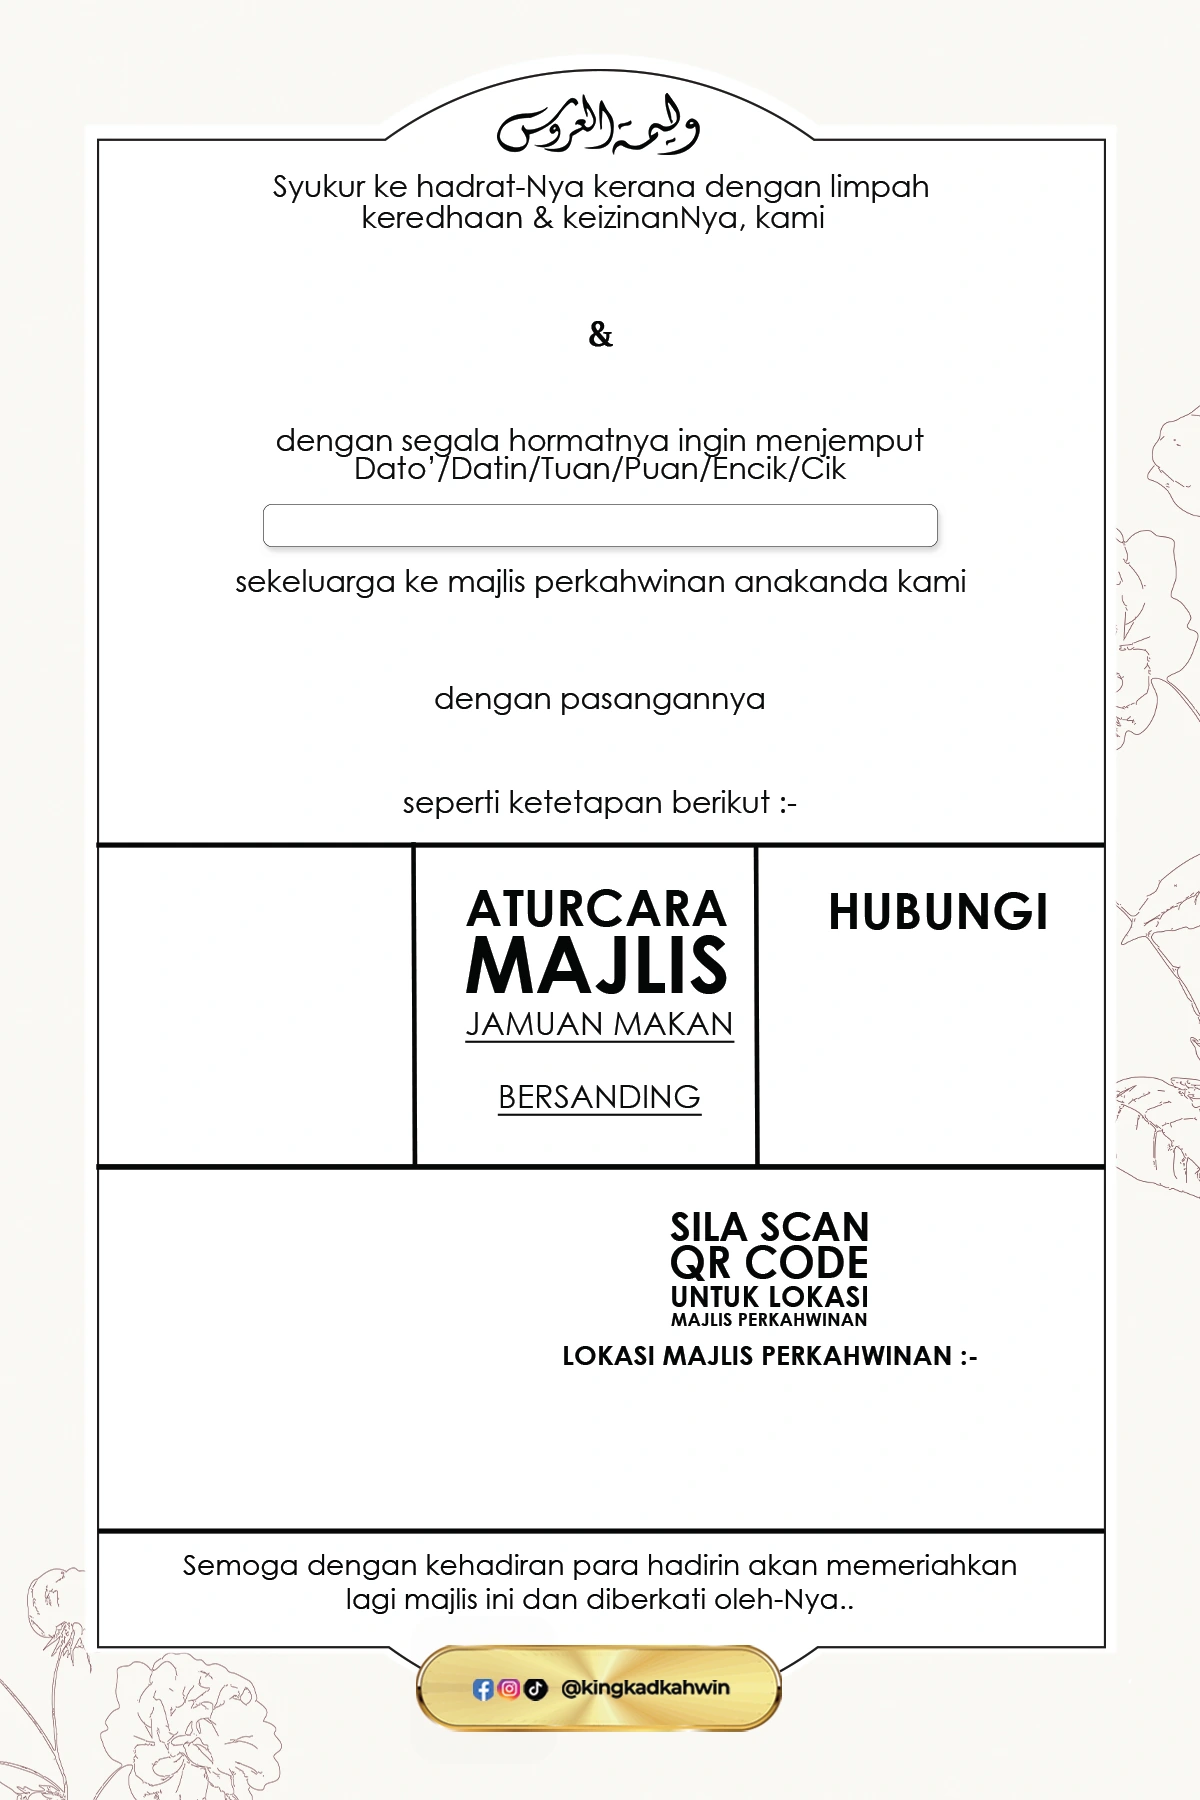 وليمة العروس
Syukur ke hadrat-Nya kerana dengan limpah
keredhaan & keizinanNya, kami
&
dengan segala hormatnya ingin menjemput
Dato’/Datin/Tuan/Puan/Encik/Cik
sekeluarga ke majlis perkahwinan anakanda kami
dengan pasangannya
seperti ketetapan berikut :-
ATURCARA
MAJLIS
JAMUAN MAKAN
BERSANDING
HUBUNGI
SILA SCAN
QR CODE
UNTUK LOKASI
MAJLIS PERKAHWINAN
LOKASI MAJLIS PERKAHWINAN :-
Semoga dengan kehadiran para hadirin akan memeriahkan
lagi majlis ini dan diberkati oleh-Nya..
@kingkadkahwin